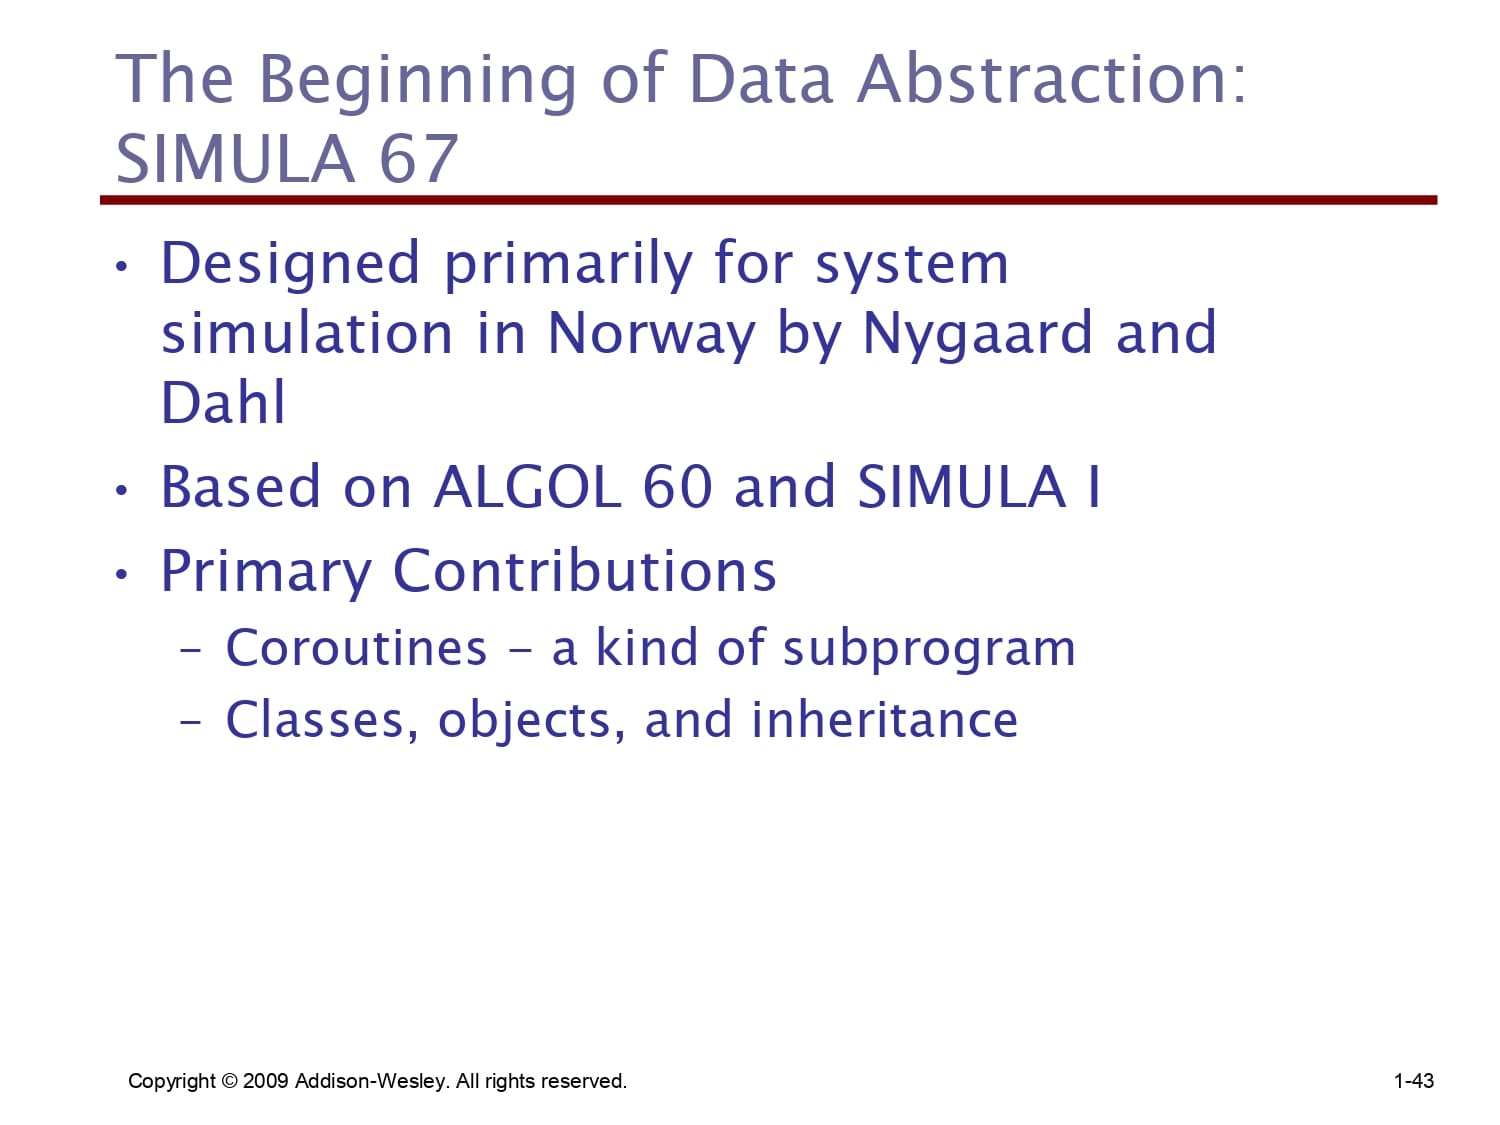 The Beginning of Data Abstraction:
SIMULA 67
• Designed primarily for system
simulation in Norway by Nygaard and
Dahl
• Based on ALGOL 60 and SIMULA I
• Primary Contributions
– Coroutines – a kind of subprogram
– Classes, objects, and inheritance
Copyright © 2009 Addison-Wesley. All rights reserved.
1-43